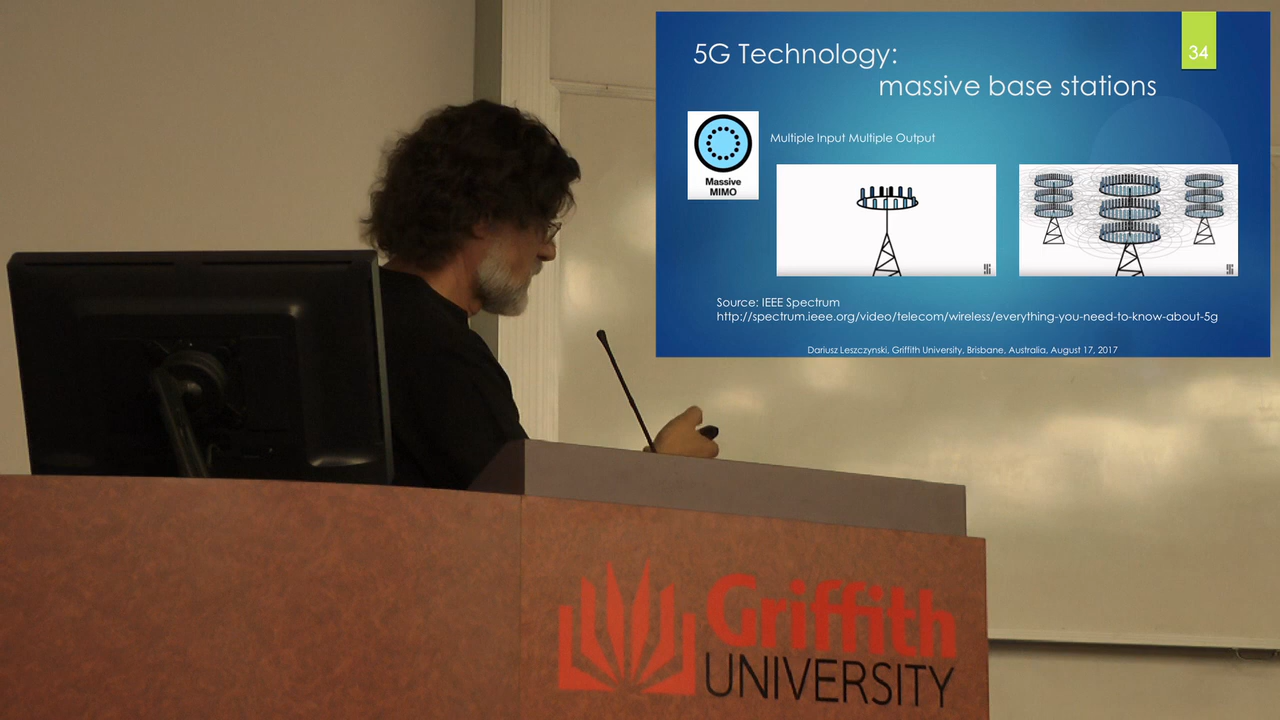 5G Technology:
massive base stations
34
Massive
MIMO
Multiple Input Multiple Output
Source: IEEE Spectrum
http://spectrum.ieee.org/video/telecom/wireless/everything-you-need-to-know-about-5g
Dariusz Leszczynski, Griffith University, Brisbane, Australia, August 17, 2017
Griffith
UNIVERSITY